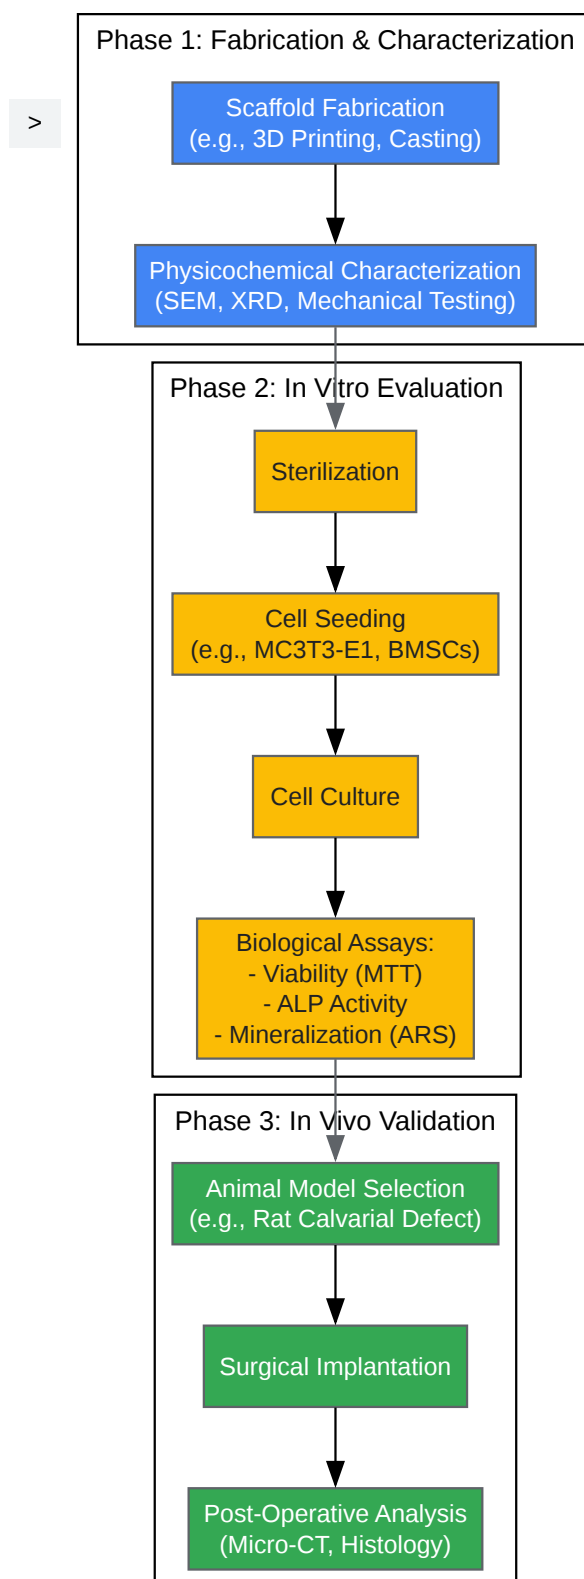 Phase 1: Fabrication & Characterization
>
Scaffold Fabrication
(e.g., 3D Printing, Casting)
Physicochemical Characterization
(SEM, XRD, Mechanical Testing)
Phase 2: In Vitro Evaluation
Sterilization
Cell Seeding
(e.g., MC3T3-E1, BMSCs)
Cell Culture
Biological Assays:
- Viability (MTT)
- ALP Activity
- Mineralization (ARS)
Phase 3: In Vivo Validation
Animal Model Selection
(e.g., Rat Calvarial Defect)
Surgical Implantation
Post-Operative Analysis
(Micro-CT, Histology)